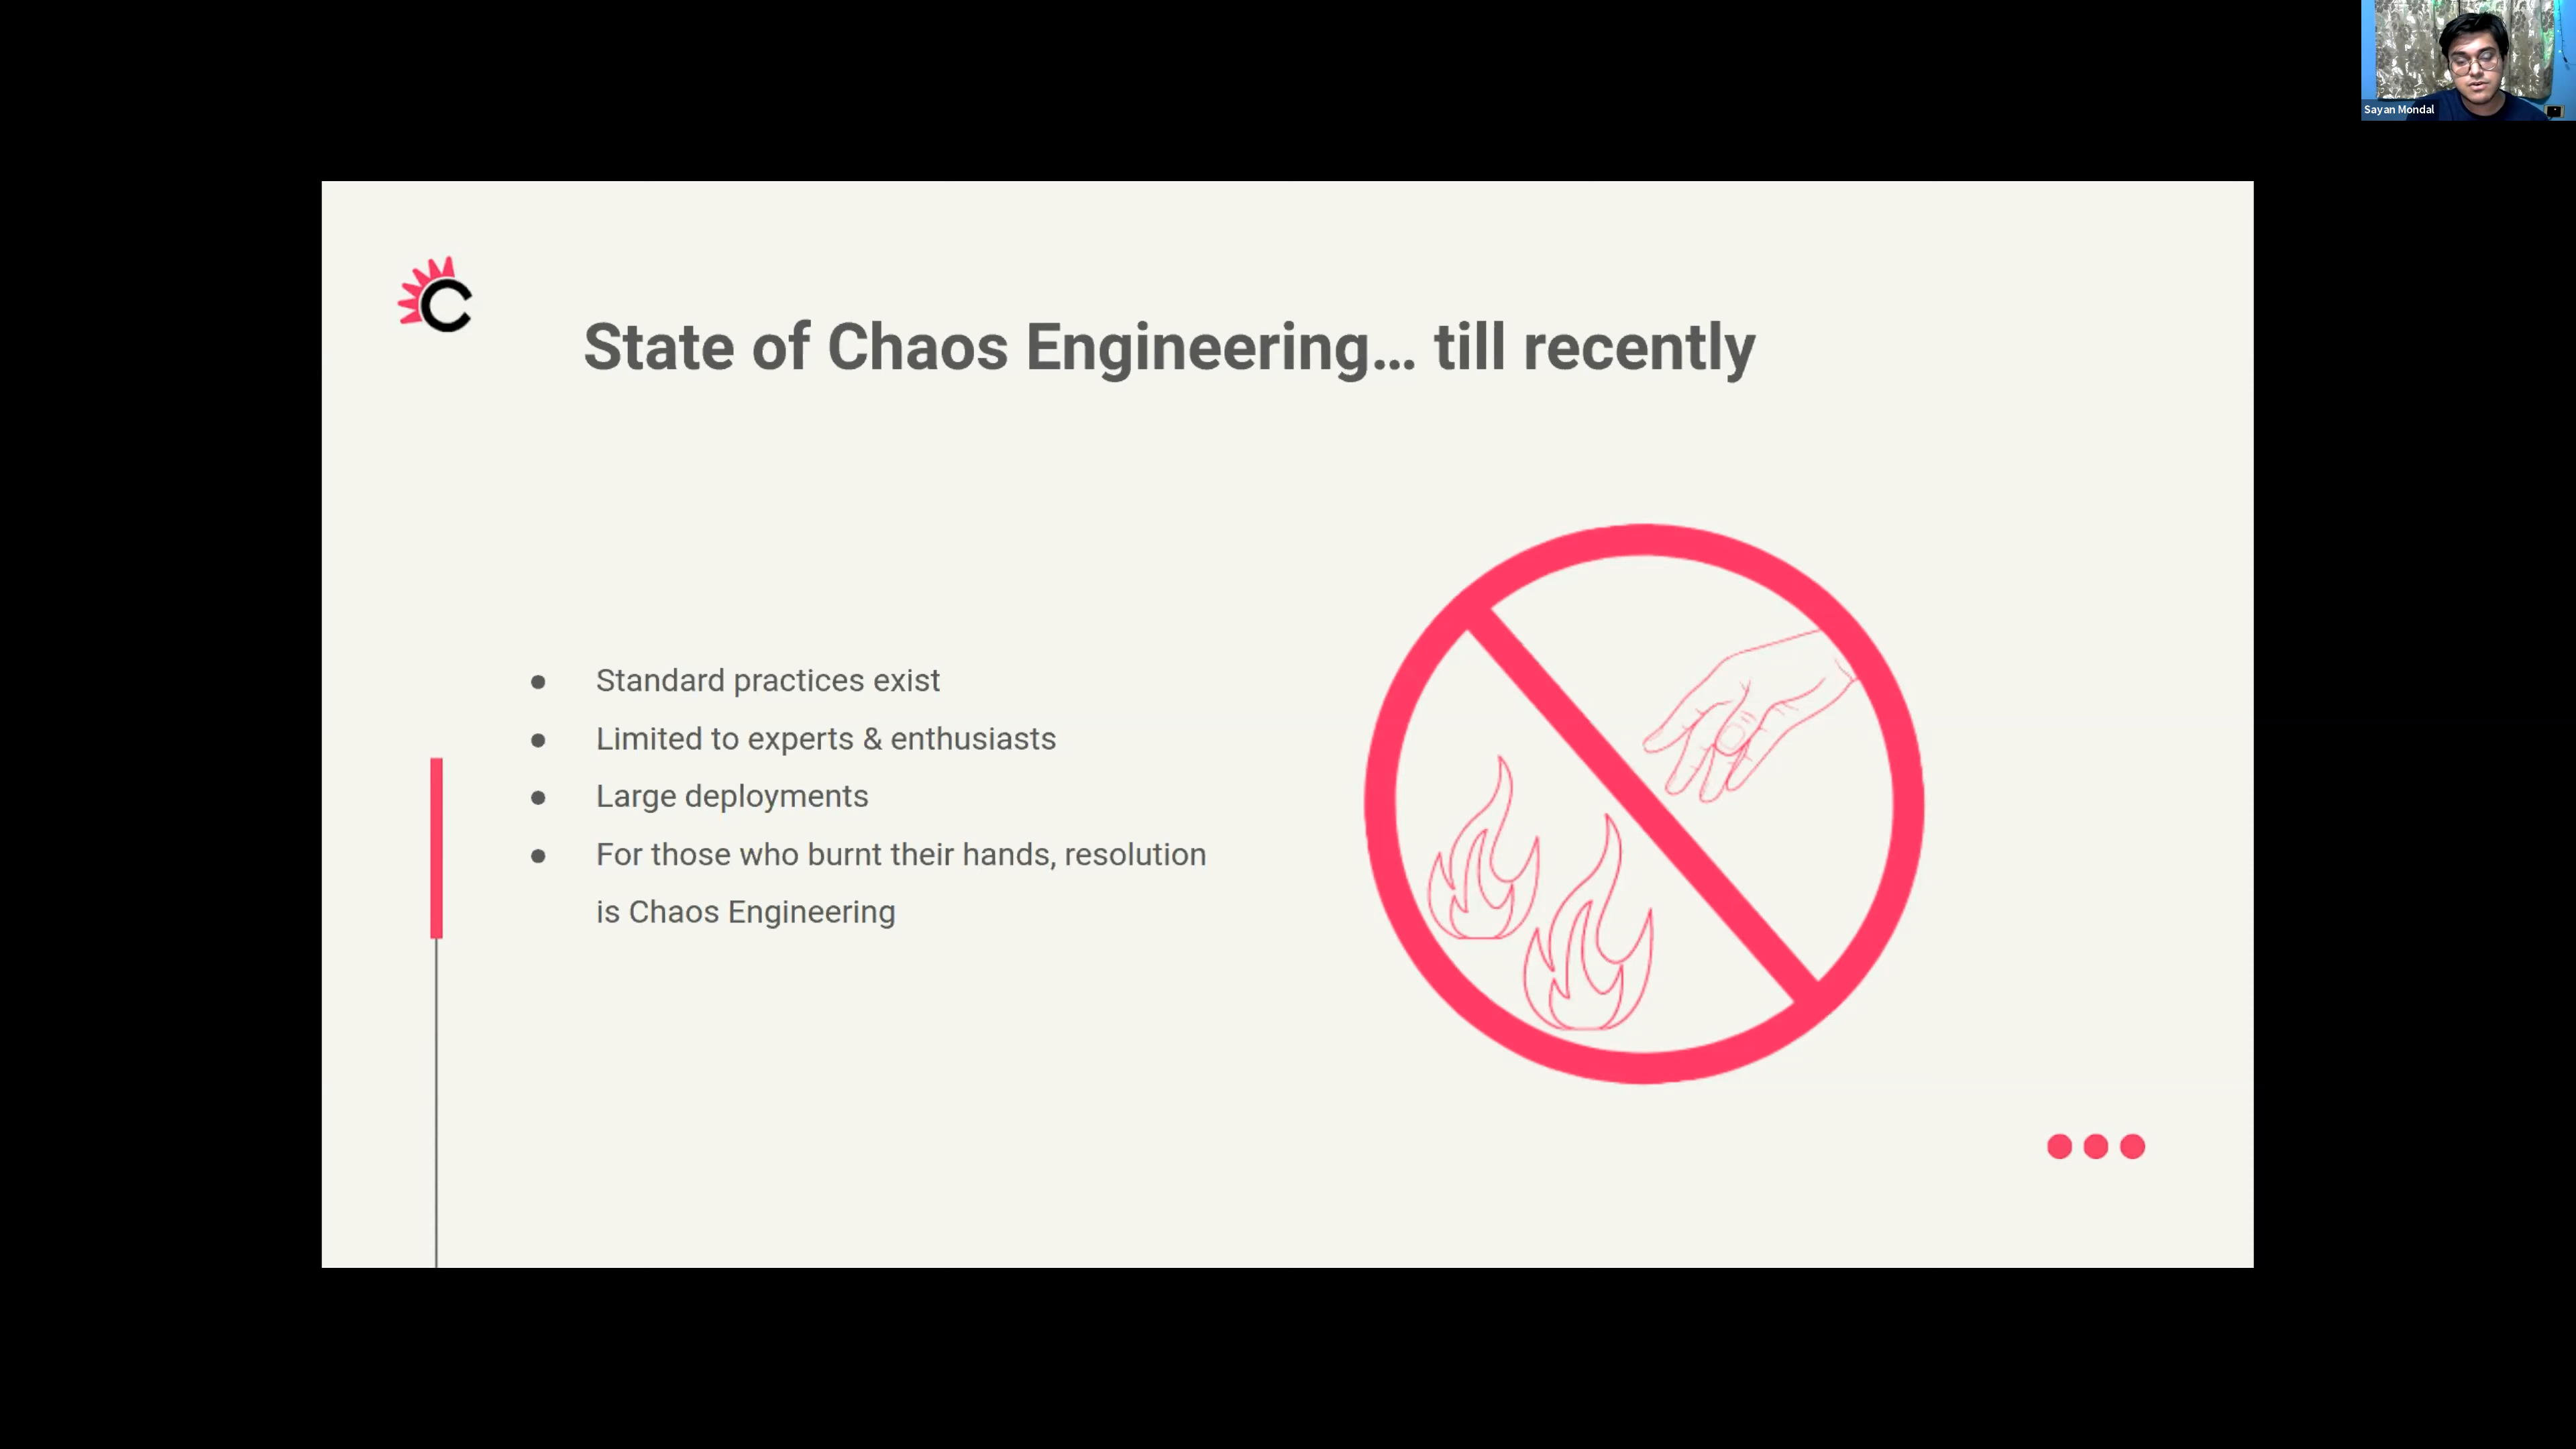 Sayan Mondal
State of Chaos Engineering... till recently
● Standard practices exist
● Limited to experts & enthusiasts
● Large deployments
● For those who burnt their hands, resolution
is Chaos Engineering